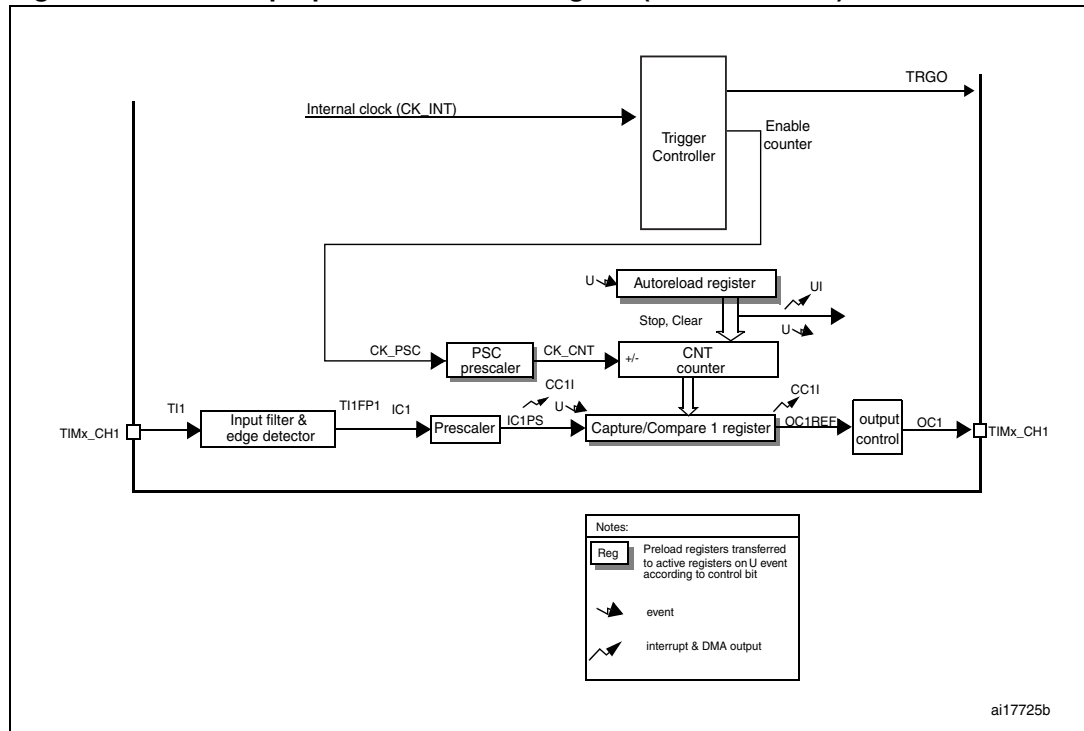 TRGO
Internal clock (CK_INT)
Enable
counter
Trigger
Controller
U
Autoreload register
UI
Stop, Clear
U
CK_PSC
PSC
prescaler
CK_CNT
+/-
CNT
counter
CC1I
U
CC1I
TI1
TI1FP1
IC1
IC1PS
OC1REF
OC1
TIMx_CH1
Input filter &
edge detector
Prescaler
Capture/Compare 1 register
output
control
TIMx_CH1
Notes:
Reg
Preload registers transferred
to active registers on U event
according to control bit
event
interrupt & DMA output
ai17725b